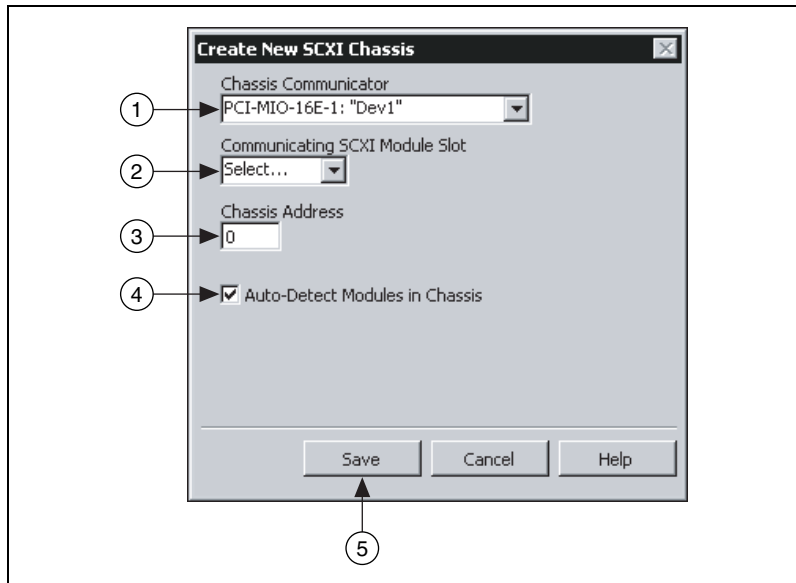 Create New SCXI Chassis
Chassis Communicator
1
PCI-MIO-16E-1: "Dev1"
Communicating SCXI Module Slot
2
Select...
Chassis Address
3
0
4
Auto-Detect Modules in Chassis
Save Cancel Help
5